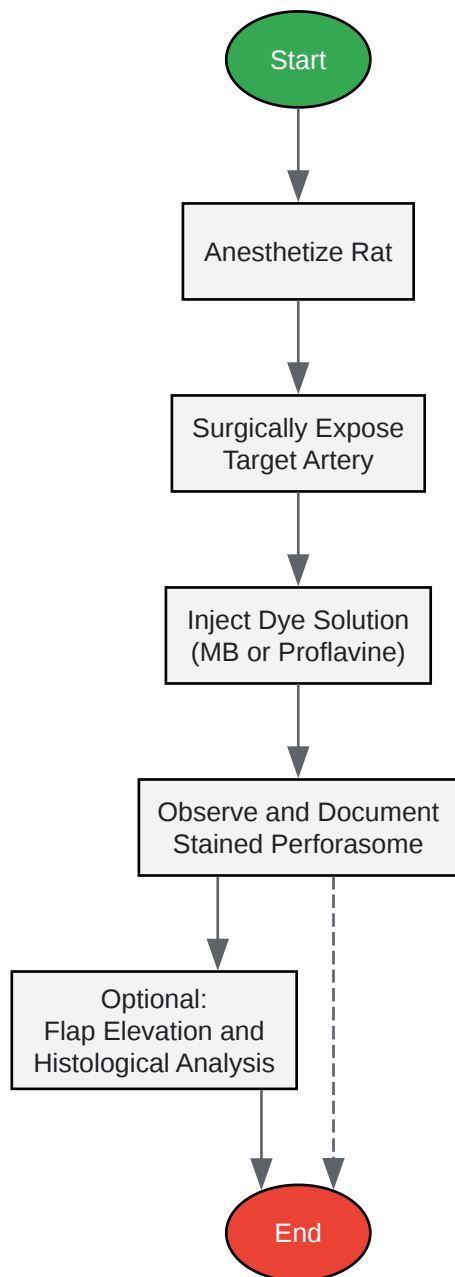 Start
Anesthetize Rat
Surgically Expose
Target Artery
Inject Dye Solution
(MB or Proflavine)
Observe and Document
Stained Perforasome
Optional:
Flap Elevation and
Histological Analysis
End